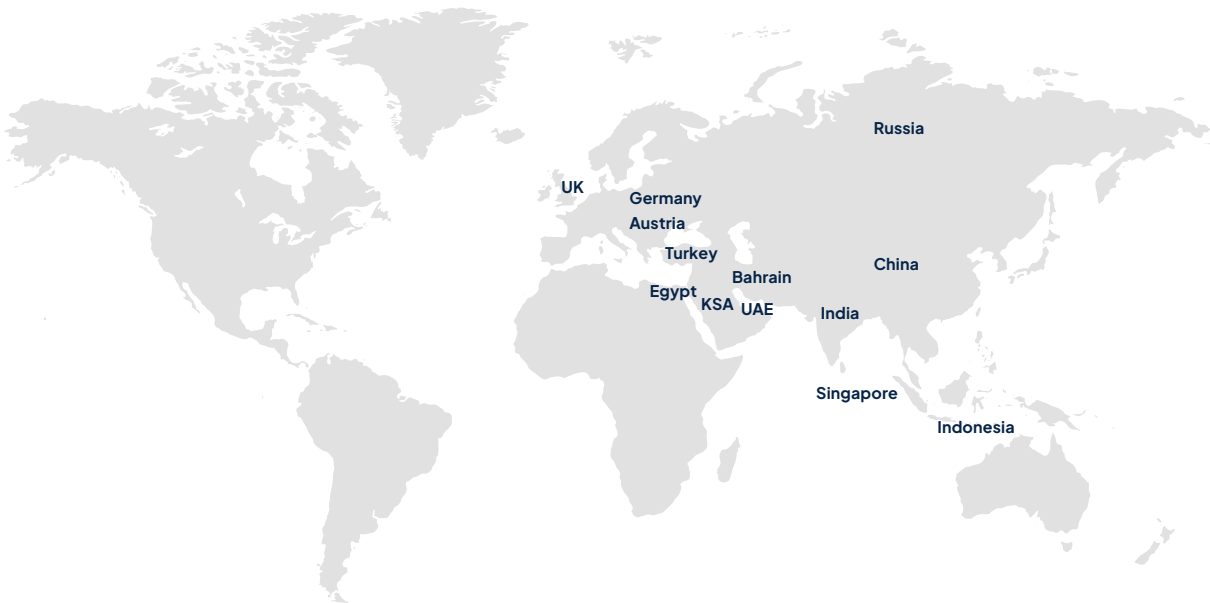 Russia
UK
Germany
Austria
Turkey
China
Bahrain
Egypt
KSA
UAE
India
Singapore
Indonesia